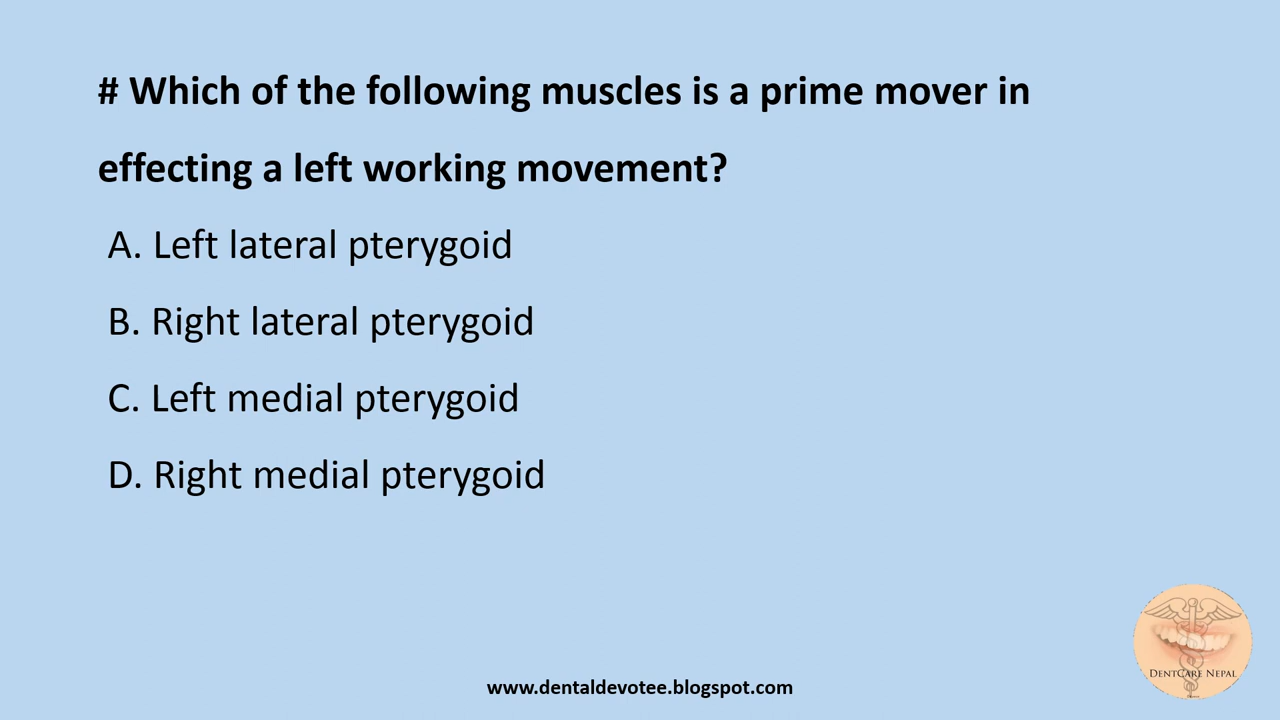 # Which of the following muscles is a prime mover in
effecting a left working movement?
A. Left lateral pterygoid
B. Right lateral pterygoid
C. Left medial pterygoid
D. Right medial pterygoid
DentCare Nepal
www.dentaldevotee.blogspot.com